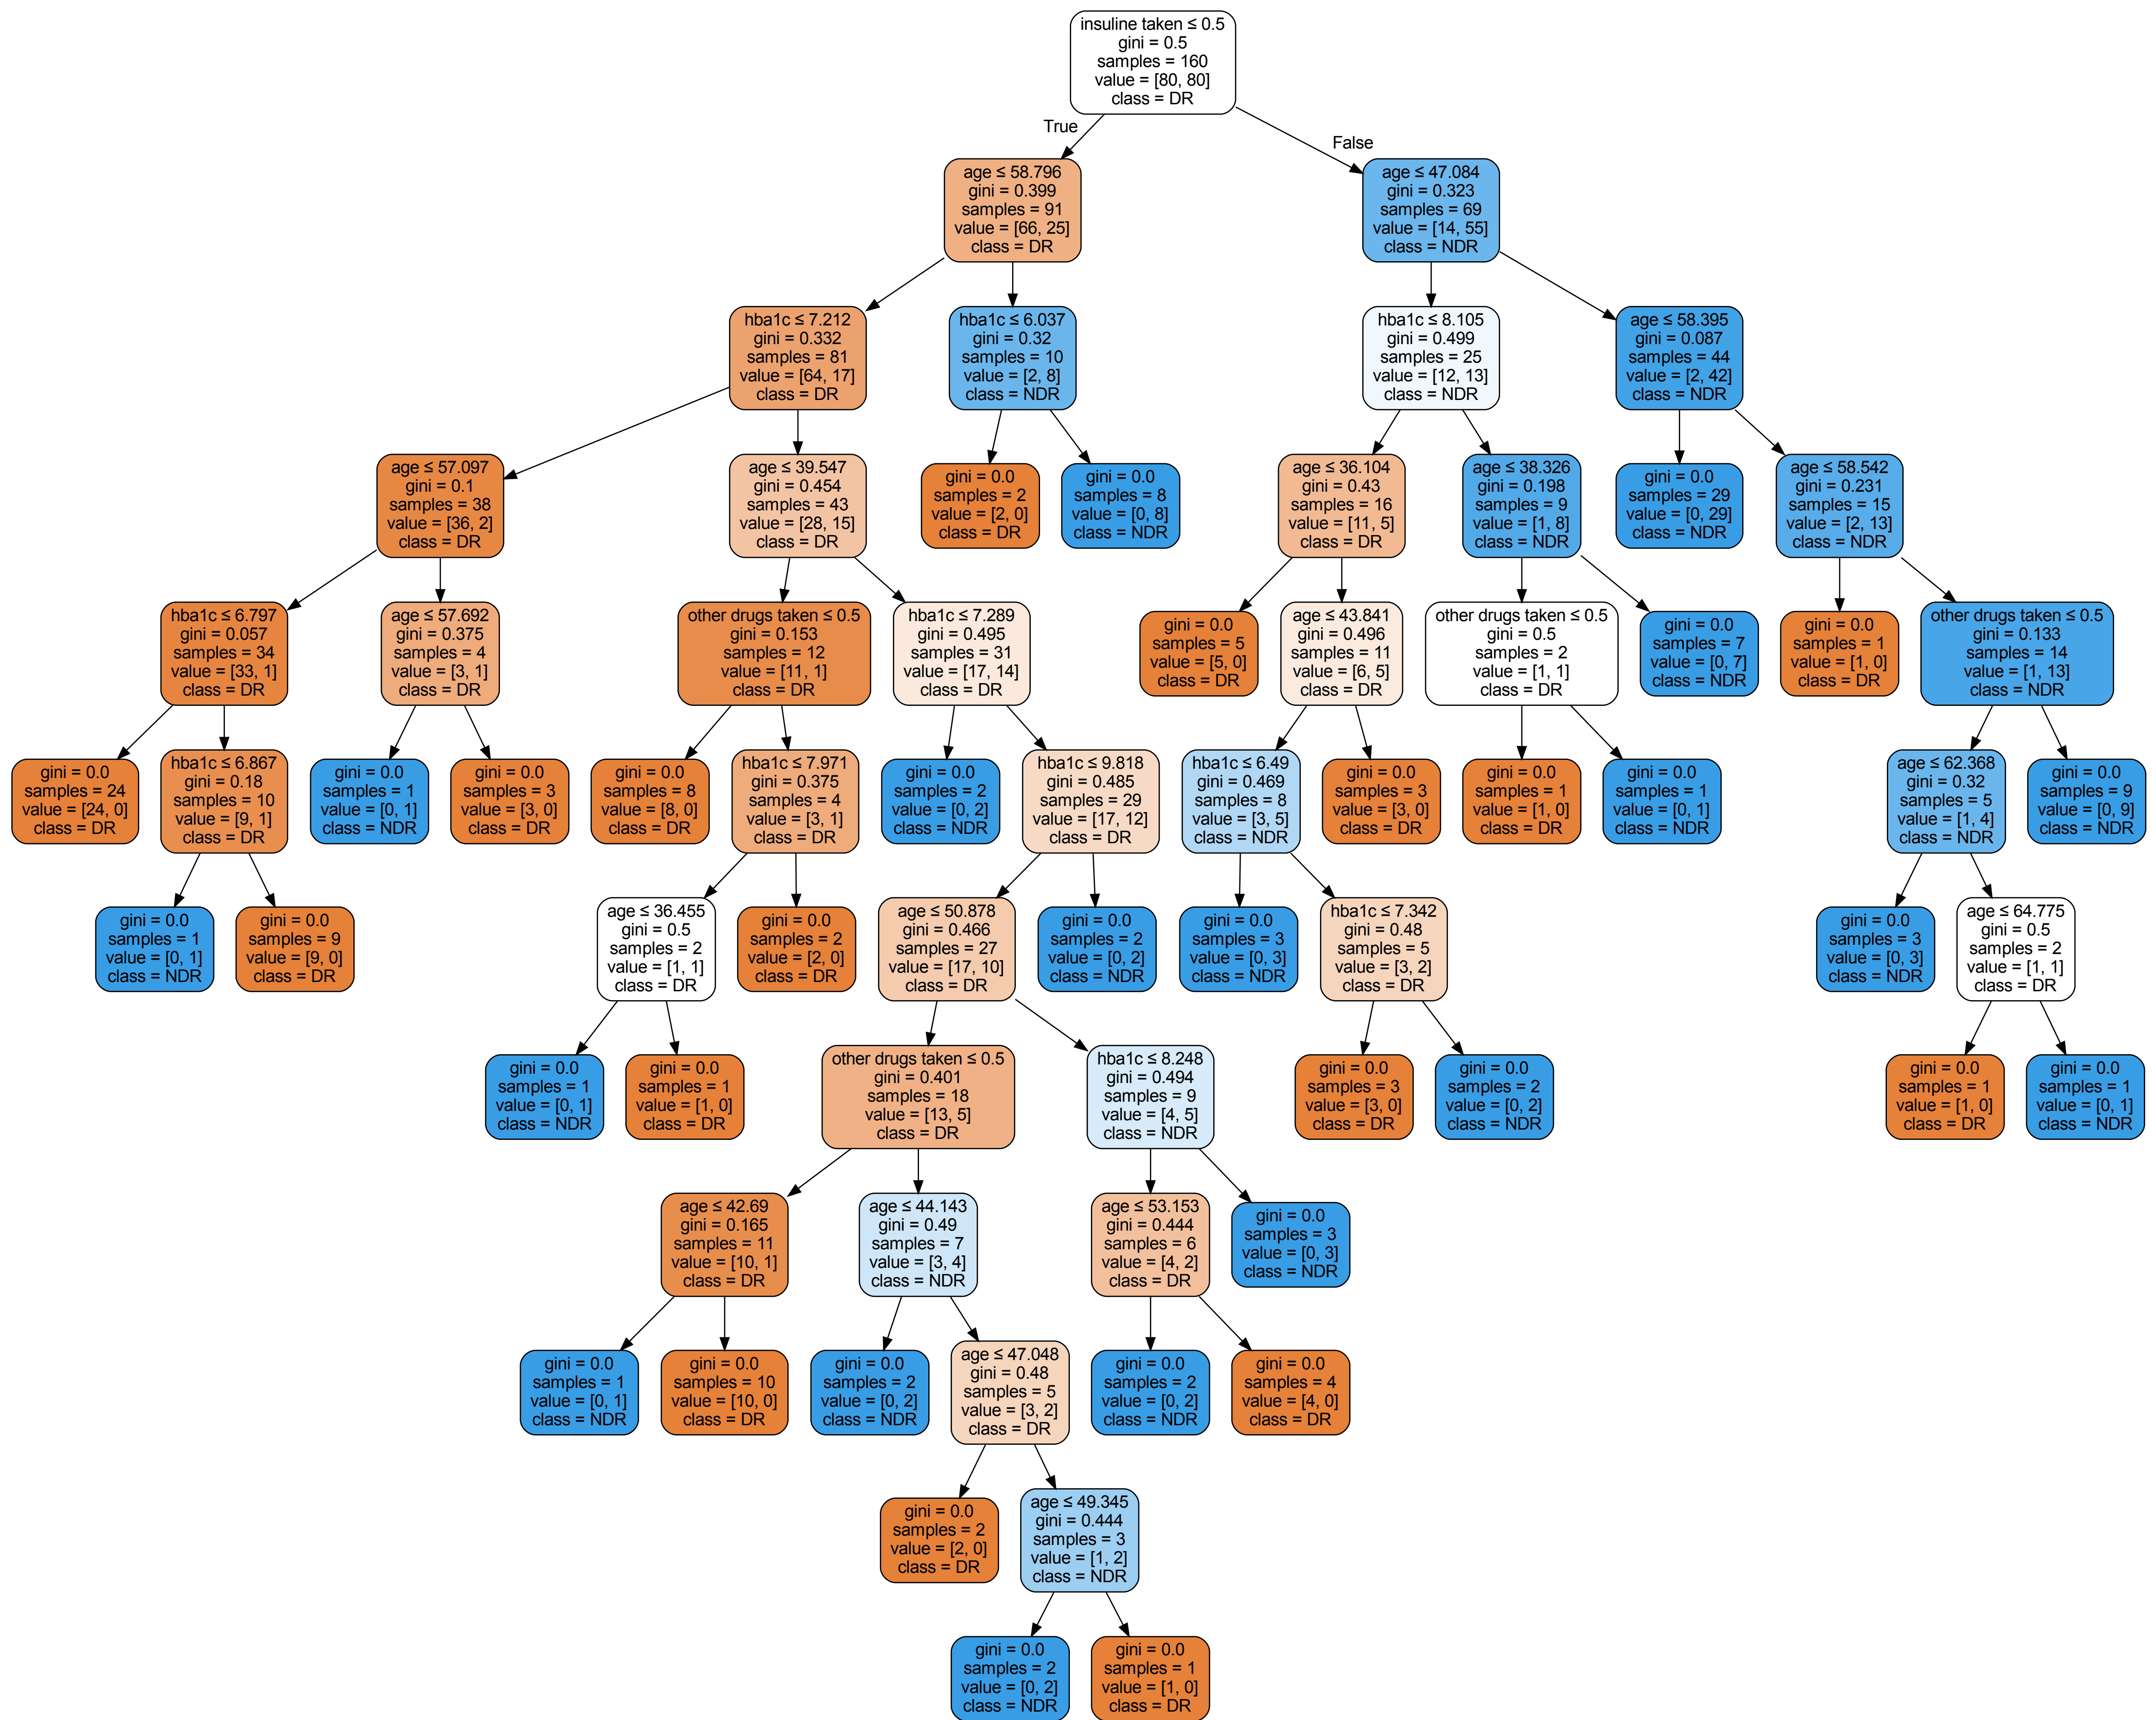 insuline taken ≤ 0.5
gini = 0.5
samples = 160
value = [80, 80]
class = DR
True
False
age ≤ 58.796
gini = 0.399
samples = 91
value = [66, 25]
class = DR
age ≤ 47.084
gini = 0.323
samples = 69
value = [14, 55]
class = NDR
hba1c ≤ 7.212
gini = 0.332
samples = 81
value = [64, 17]
class = DR
hba1c ≤ 6.037
gini = 0.32
samples = 10
value = [2, 8]
class = NDR
hba1c ≤ 8.105
gini = 0.499
samples = 25
value = [12, 13]
class = NDR
age ≤ 58.395
gini = 0.087
samples = 44
value = [2, 42]
class = NDR
age ≤ 57.097
gini = 0.1
samples = 38
value = [36, 2]
class = DR
age ≤ 39.547
gini = 0.454
samples = 43
value = [28, 15]
class = DR
gini = 0.0
samples = 2
value = [2, 0]
class = DR
gini = 0.0
samples = 8
value = [0, 8]
class = NDR
age ≤ 36.104
gini = 0.43
samples = 16
value = [11, 5]
class = DR
age ≤ 38.326
gini = 0.198
samples = 9
value = [1, 8]
class = NDR
gini = 0.0
samples = 29
value = [0, 29]
class = NDR
age ≤ 58.542
gini = 0.231
samples = 15
value = [2, 13]
class = NDR
hba1c ≤ 6.797
gini = 0.057
samples = 34
value = [33, 1]
class = DR
age ≤ 57.692
gini = 0.375
samples = 4
value = [3, 1]
class = DR
other drugs taken ≤ 0.5
gini = 0.153
samples = 12
value = [11, 1]
class = DR
hba1c ≤ 7.289
gini = 0.495
samples = 31
value = [17, 14]
class = DR
gini = 0.0
samples = 5
value = [5, 0]
class = DR
age ≤ 43.841
gini = 0.496
samples = 11
value = [6, 5]
class = DR
other drugs taken ≤ 0.5
gini = 0.5
samples = 2
value = [1, 1]
class = DR
gini = 0.0
samples = 7
value = [0, 7]
class = NDR
gini = 0.0
samples = 1
value = [1, 0]
class = DR
other drugs taken ≤ 0.5
gini = 0.133
samples = 14
value = [1, 13]
class = NDR
gini = 0.0
samples = 24
value = [24, 0]
class = DR
hba1c ≤ 6.867
gini = 0.18
samples = 10
value = [9, 1]
class = DR
gini = 0.0
samples = 1
value = [0, 1]
class = NDR
gini = 0.0
samples = 3
value = [3, 0]
class = DR
gini = 0.0
samples = 8
value = [8, 0]
class = DR
hba1c ≤ 7.971
gini = 0.375
samples = 4
value = [3, 1]
class = DR
gini = 0.0
samples = 2
value = [0, 2]
class = NDR
hba1c ≤ 9.818
gini = 0.485
samples = 29
value = [17, 12]
class = DR
hba1c ≤ 6.49
gini = 0.469
samples = 8
value = [3, 5]
class = NDR
gini = 0.0
samples = 3
value = [3, 0]
class = DR
gini = 0.0
samples = 1
value = [1, 0]
class = DR
gini = 0.0
samples = 1
value = [0, 1]
class = NDR
age ≤ 62.368
gini = 0.32
samples = 5
value = [1, 4]
class = NDR
gini = 0.0
samples = 9
value = [0, 9]
class = NDR
gini = 0.0
samples = 1
value = [0, 1]
class = NDR
gini = 0.0
samples = 9
value = [9, 0]
class = DR
age ≤ 36.455
gini = 0.5
samples = 2
value = [1, 1]
class = DR
gini = 0.0
samples = 2
value = [2, 0]
class = DR
age ≤ 50.878
gini = 0.466
samples = 27
value = [17, 10]
class = DR
gini = 0.0
samples = 2
value = [0, 2]
class = NDR
gini = 0.0
samples = 3
value = [0, 3]
class = NDR
hba1c ≤ 7.342
gini = 0.48
samples = 5
value = [3, 2]
class = DR
gini = 0.0
samples = 3
value = [0, 3]
class = NDR
age ≤ 64.775
gini = 0.5
samples = 2
value = [1, 1]
class = DR
gini = 0.0
samples = 1
value = [0, 1]
class = NDR
gini = 0.0
samples = 1
value = [1, 0]
class = DR
other drugs taken ≤ 0.5
gini = 0.401
samples = 18
value = [13, 5]
class = DR
hba1c ≤ 8.248
gini = 0.494
samples = 9
value = [4, 5]
class = NDR
gini = 0.0
samples = 3
value = [3, 0]
class = DR
gini = 0.0
samples = 2
value = [0, 2]
class = NDR
gini = 0.0
samples = 1
value = [1, 0]
class = DR
gini = 0.0
samples = 1
value = [0, 1]
class = NDR
age ≤ 42.69
gini = 0.165
samples = 11
value = [10, 1]
class = DR
age ≤ 44.143
gini = 0.49
samples = 7
value = [3, 4]
class = NDR
age ≤ 53.153
gini = 0.444
samples = 6
value = [4, 2]
class = DR
gini = 0.0
samples = 3
value = [0, 3]
class = NDR
gini = 0.0
samples = 1
value = [0, 1]
class = NDR
gini = 0.0
samples = 10
value = [10, 0]
class = DR
gini = 0.0
samples = 2
value = [0, 2]
class = NDR
age ≤ 47.048
gini = 0.48
samples = 5
value = [3, 2]
class = DR
gini = 0.0
samples = 2
value = [0, 2]
class = NDR
gini = 0.0
samples = 4
value = [4, 0]
class = DR
gini = 0.0
samples = 2
value = [2, 0]
class = DR
age ≤ 49.345
gini = 0.444
samples = 3
value = [1, 2]
class = NDR
gini = 0.0
samples = 2
value = [0, 2]
class = NDR
gini = 0.0
samples = 1
value = [1, 0]
class = DR